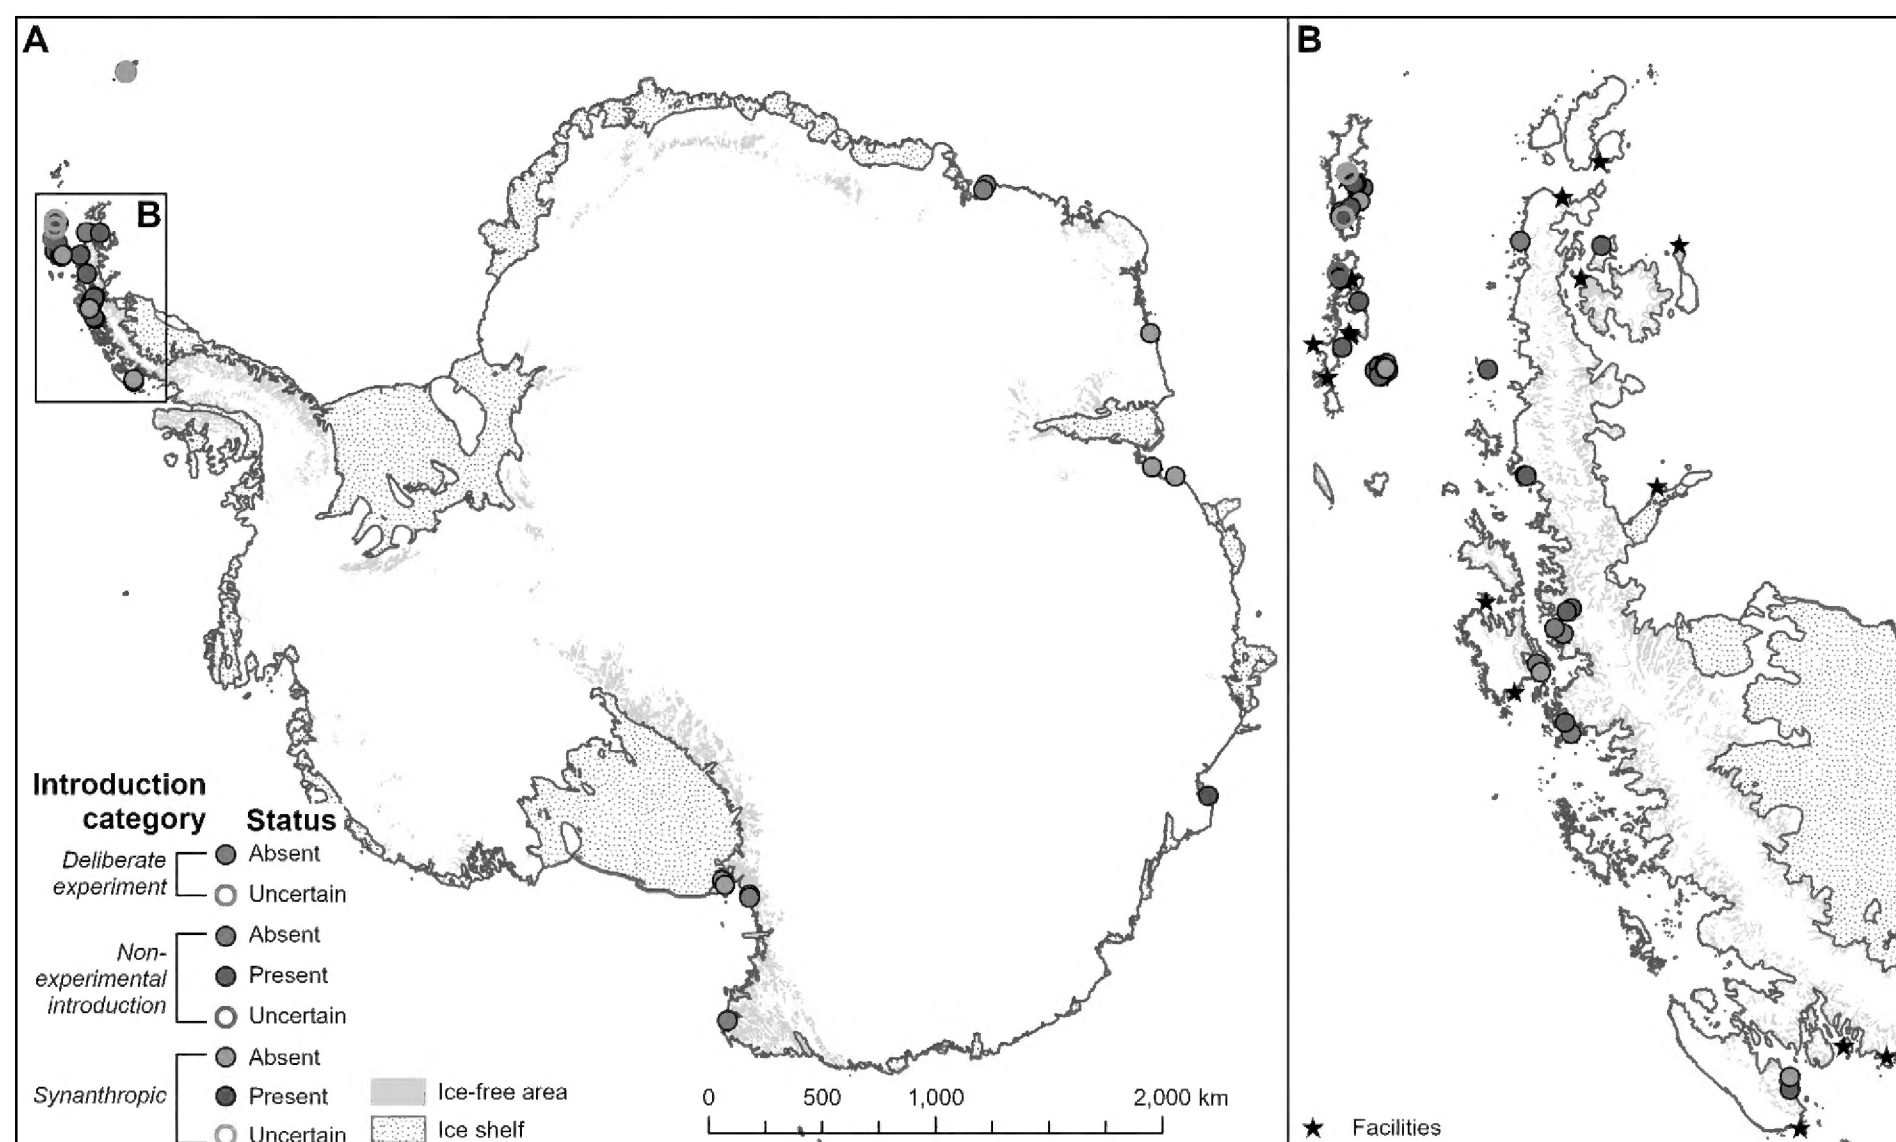 A
B
B
Introduction
category
Status
Deliberate
experiment
Absent
Uncertain
Non-
experimental
introduction
Absent
Present
Uncertain
Synanthropic
Absent
Present
Uncertain
Ice-free area
Ice shelf
0 500 1,000 2,000 km
Facilities